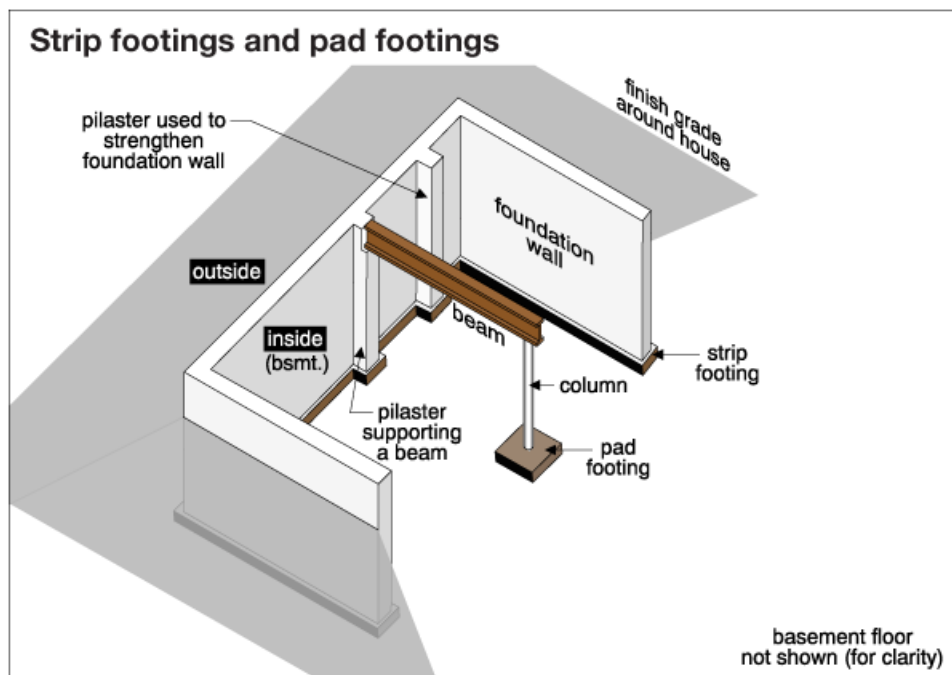 Strip footings and pad footings
finish grade
around house
pilaster used to
strengthen
foundation wall
foundation
wall
outside
beam
inside
(bsmt.)
strip
footing
column
pilaster
supporting
a beam
pad
footing
basement floor
not shown (for clarity)